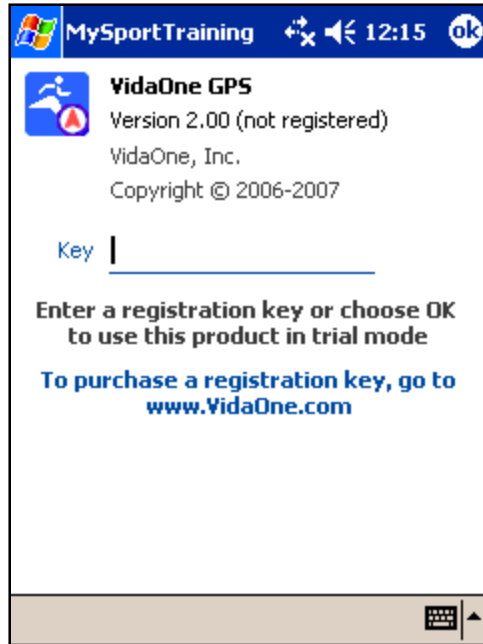 MySportTraining 12:15 ok
VidaOne GPS
Version 2.00 (not registered)
VidaOne, Inc.
Copyright © 2006-2007
Key
Enter a registration key or choose OK
to use this product in trial mode
To purchase a registration key, go to
www.VidaOne.com